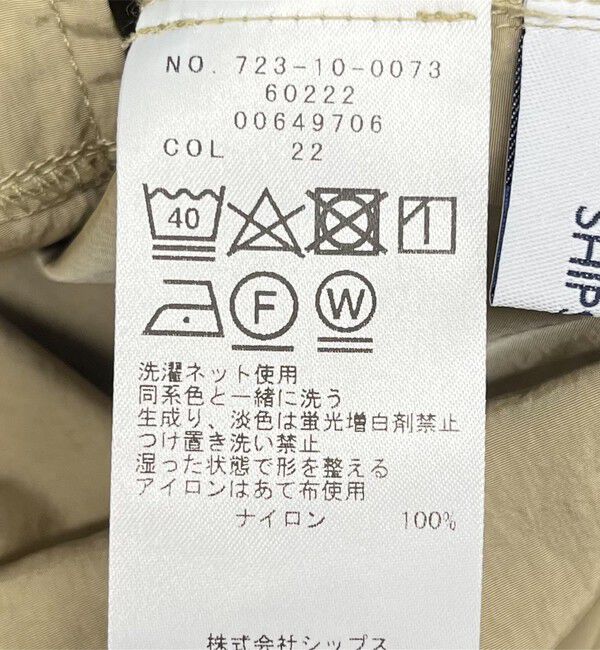 NO. 723-10-0073
60222
00649706
COL 22
40
F
W
洗濯ネット使用
同系色と一緒に洗う
生成り、淡色は蛍光増白剤禁止
つけ置き洗い禁止
湿った状態で形を整える
アイロンはあて布使用
ナイロン 100%
株式会社シップス
SHIP